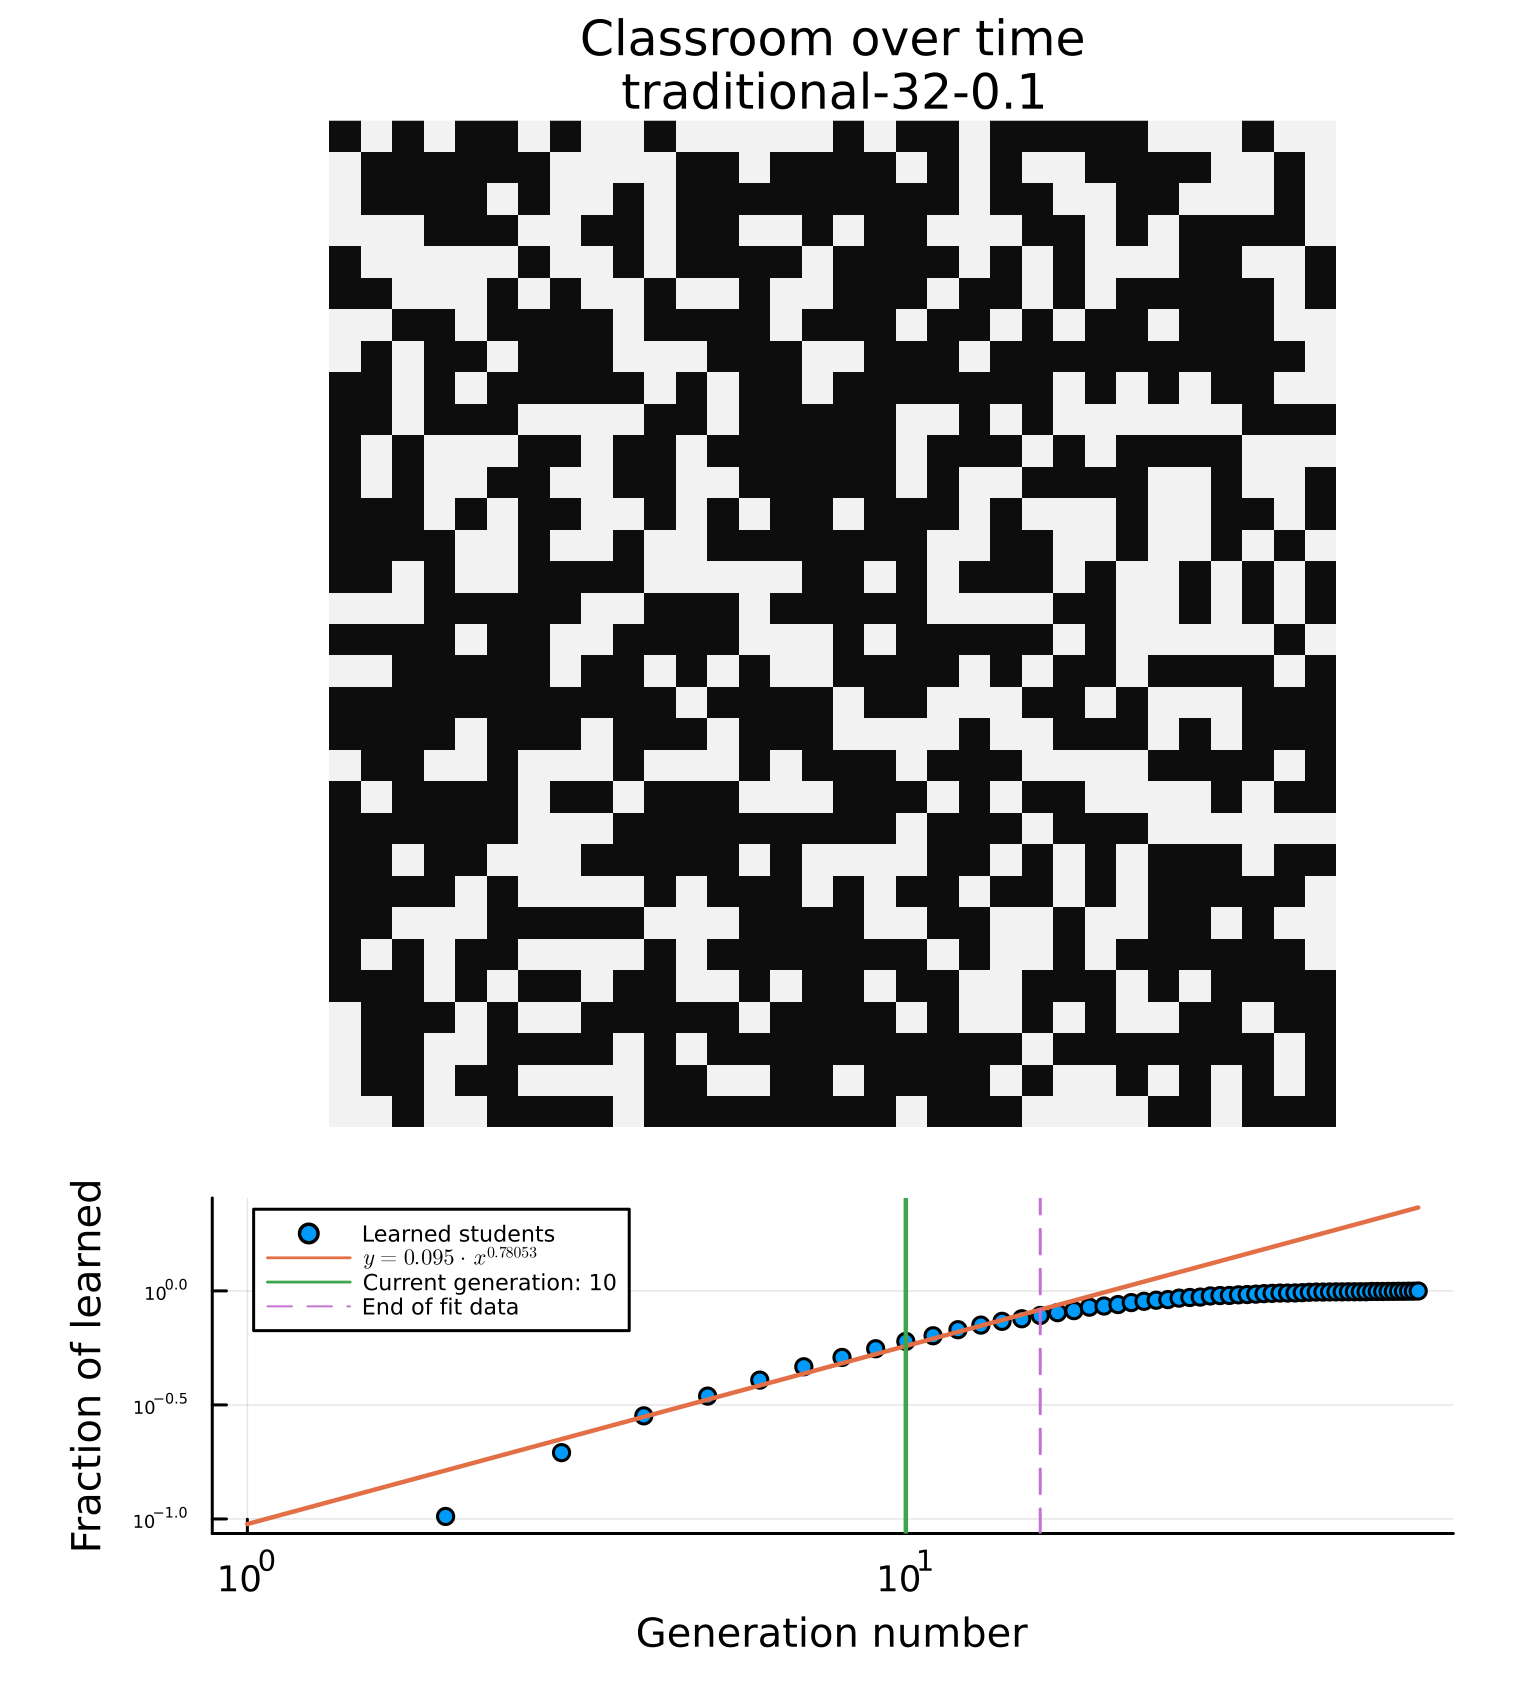 Classroom over time
traditional-32-0.1
Fraction of learned
Learned students
y = 0.095 · x^0.78053
Current generation: 10
End of fit data
10^0.0
10^−0.5
10^−1.0
10^0
10^1
Generation number